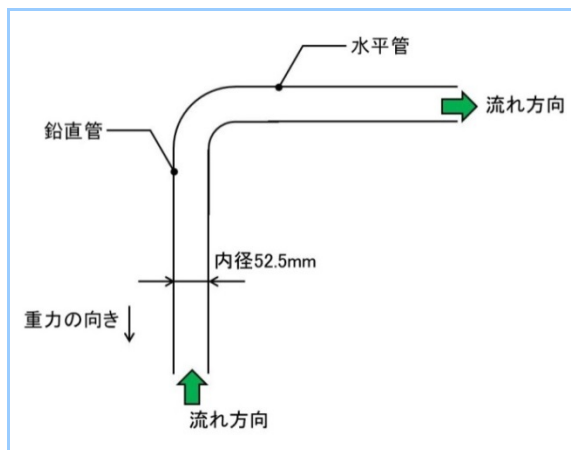 水平管
流れ方向
鉛直管
内径52.5mm
重力の向き
流れ方向